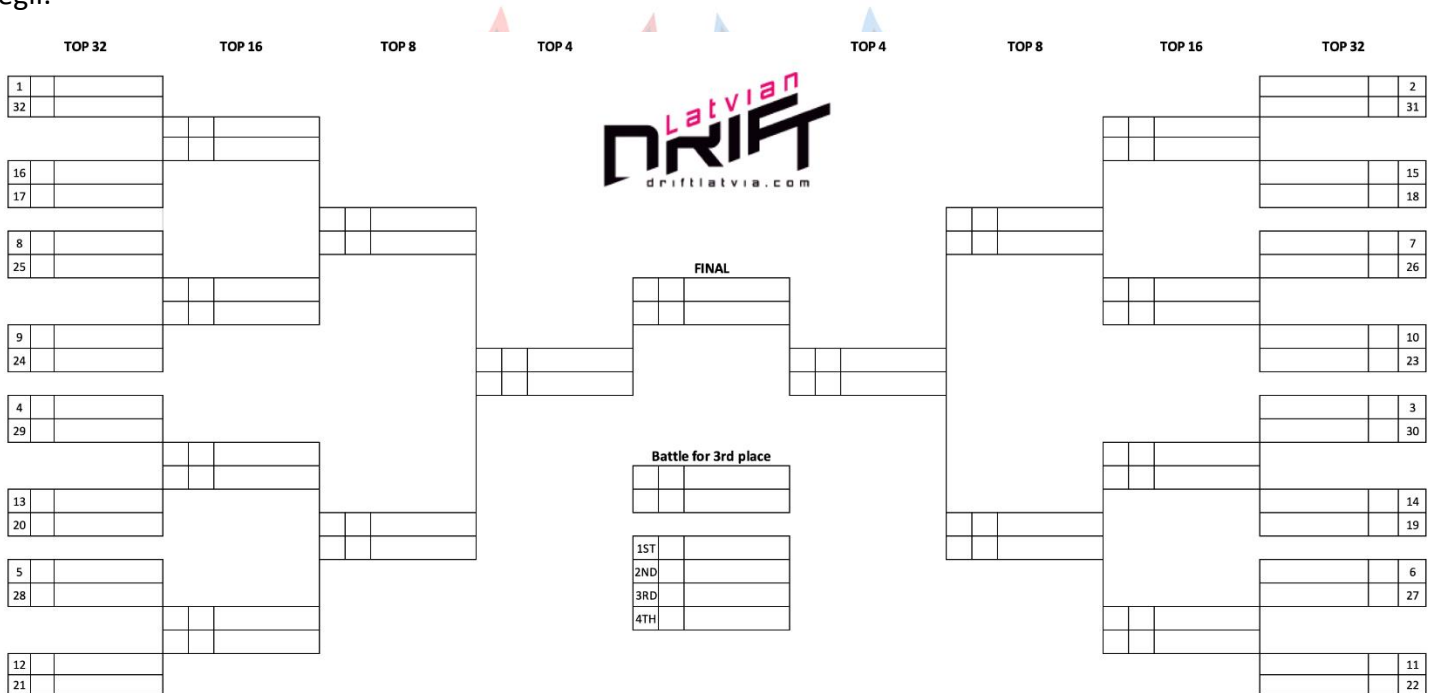 TOP 32 TOP 16 TOP 8 TOP 4 TOP 4 TOP 8 TOP 16 TOP 32
Latvian
DRIFT
driftlatvia.com
1 2
32 31
16 15
17 18
8 7
25 26
FINAL
9 10
24 23
4 3
29 30
Battle for 3rd place
13 14
20 19
1ST
5 2ND 6
28 3RD 27
4TH
12 11
21 22